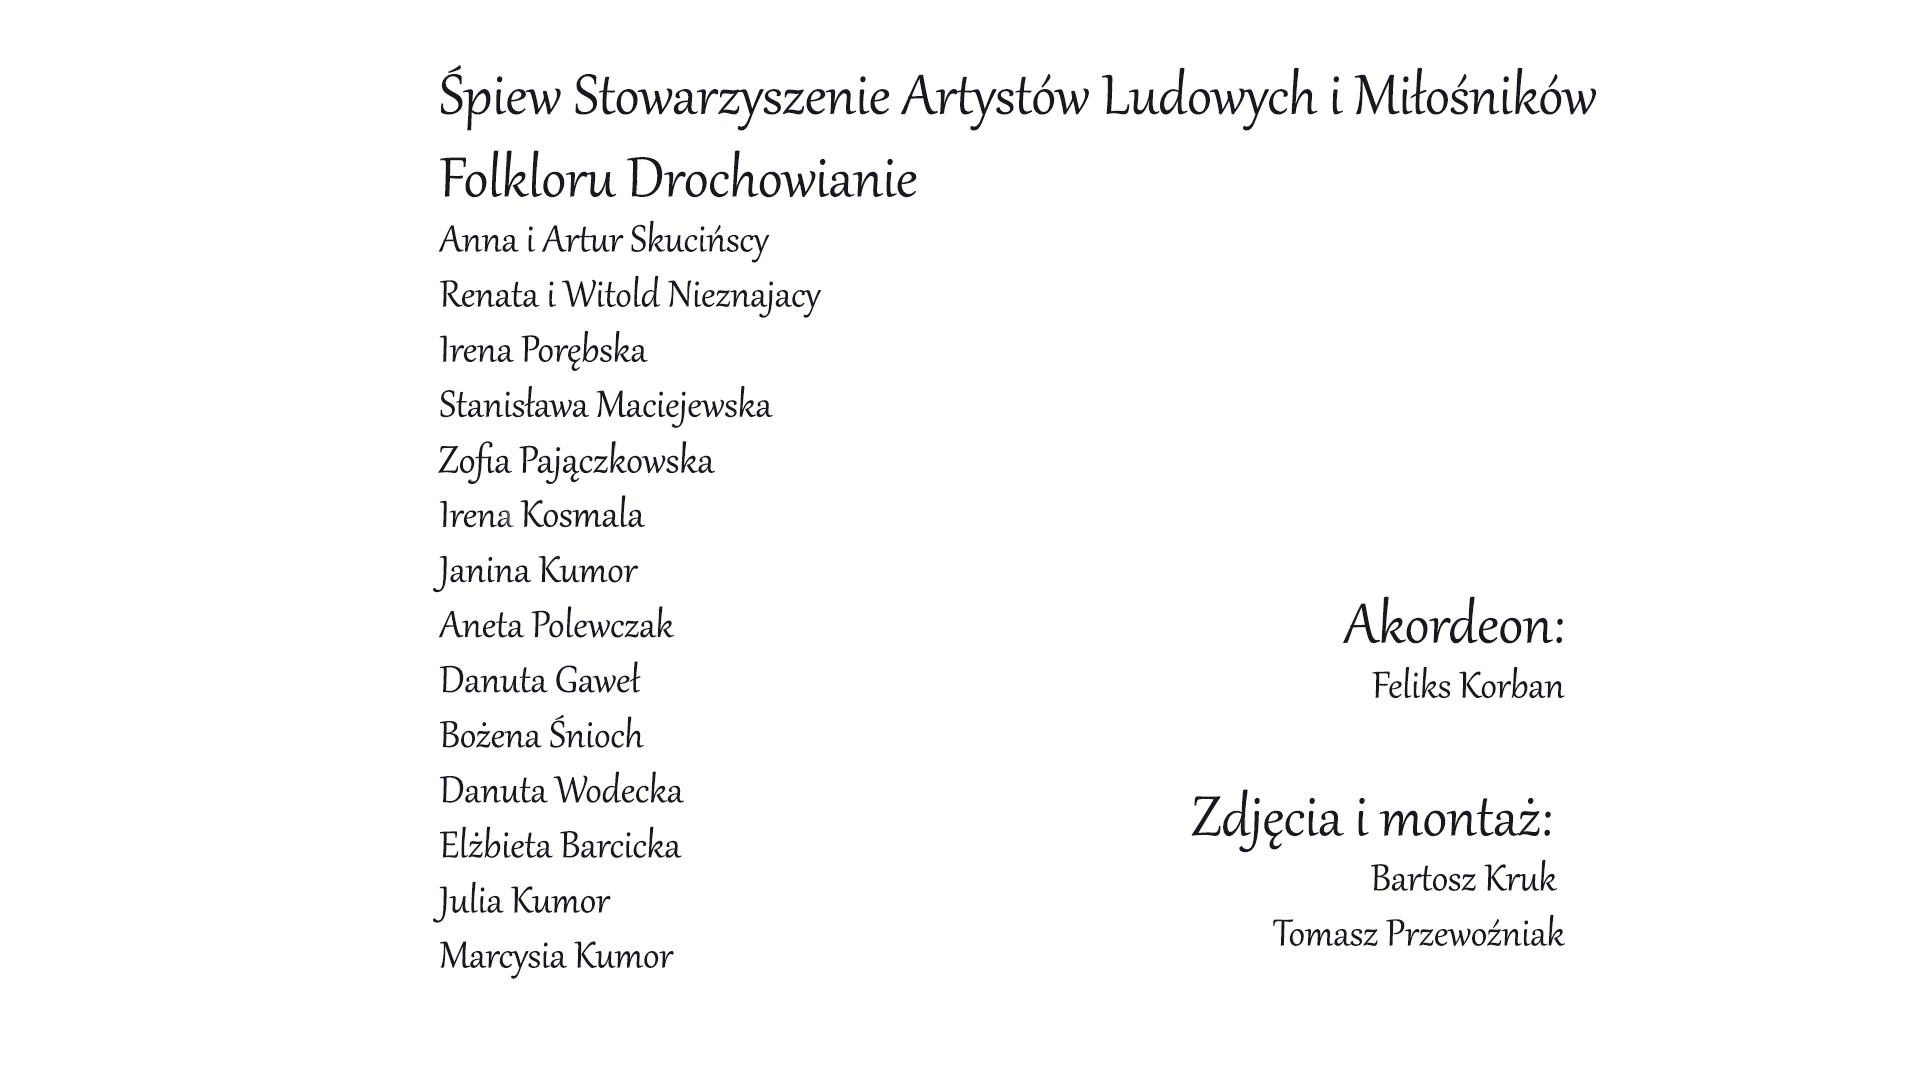 Śpiew Stowarzyszenie Artystów Ludowych i Miłośników
Folkloru Drochowianie
Anna i Artur Skucińscy
Renata i Witold Nieznajacy
Irena Porębska
Stanisława Maciejewska
Zofia Pajączkowska
Irena Kosmala
Janina Kumor
Aneta Polewczak
Danuta Gaweł
Bożena Śnioch
Danuta Wodecka
Elżbieta Barcicka
Julia Kumor
Marcysia Kumor
Akordeon:
Feliks Korban
Zdjęcia i montaż:
Bartosz Kruk
Tomasz Przewoźniak